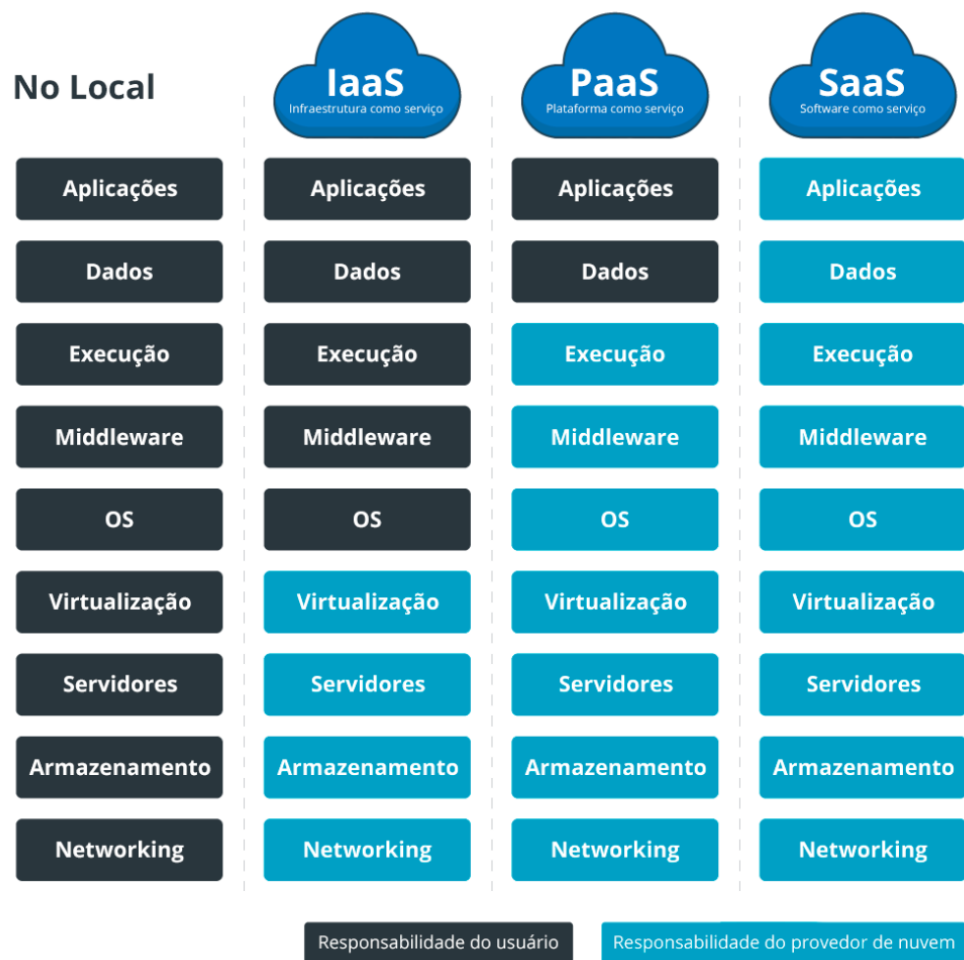 No Local
IaaS
Infraestrutura como serviço
PaaS
Plataforma como serviço
SaaS
Software como serviço
Aplicações
Aplicações
Aplicações
Aplicações
Dados
Dados
Dados
Dados
Execução
Execução
Execução
Execução
Middleware
Middleware
Middleware
Middleware
OS
OS
OS
OS
Virtualização
Virtualização
Virtualização
Virtualização
Servidores
Servidores
Servidores
Servidores
Armazenamento
Armazenamento
Armazenamento
Armazenamento
Networking
Networking
Networking
Networking
Responsabilidade do usuário
Responsabilidade do provedor de nuvem